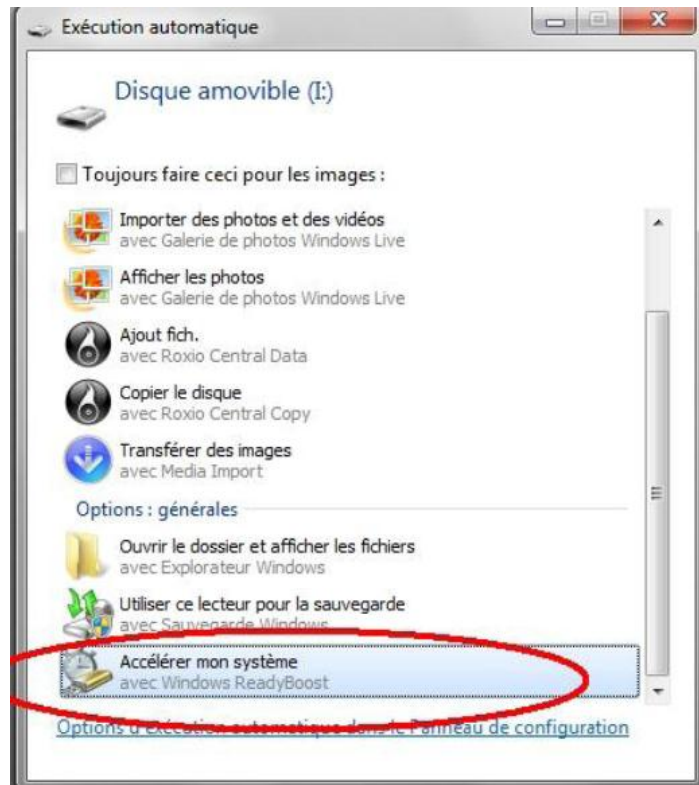 Exécution automatique
Disque amovible (I:)
Toujours faire ceci pour les images :
Importer des photos et des vidéos
avec Galerie de photos Windows Live
Afficher les photos
avec Galerie de photos Windows Live
Ajout fich.
avec Roxio Central Data
Copier le disque
avec Roxio Central Copy
Transférer des images
avec Media Import
Options : générales
Ouvrir le dossier et afficher les fichiers
avec Explorateur Windows
Utiliser ce lecteur pour la sauvegarde
avec Sauvegarde Windows
Accélérer mon système
avec Windows ReadyBoost
Options d'exécution automatique dans le Panneau de configuration